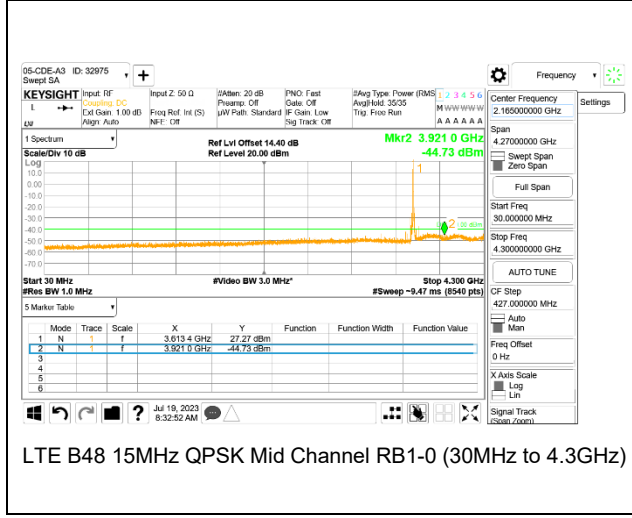 05-CDE-A3 ID: 32975
Swept SA
Frequency
KEYSIGHT Input: RF Input Z: 50 Ω #Atten: 20 dB PNO: Fast #Avg Type: Power (RMS 1 2 3 4 5 6
L Coupling: DC Preamp: Off Gate: Off Avg|Hold: 35/35 M W W W W W
Ext Gain: 1.00 dB Freq Ref: Int (S) µW Path: Standard IF Gain: Low Trig: Free Run
Align: Auto NFE: Off Sig Track: Off A A A A A A
Settings
Center Frequency
2.165000000 GHz
Span
4.27000000 GHz
Swept Span
Zero Span
Full Span
Start Freq
30.000000 MHz
Stop Freq
4.300000000 GHz
AUTO TUNE
CF Step
427.000000 MHz
Auto
Man
Freq Offset
0 Hz
X Axis Scale
Log
Lin
Signal Track
(Span Zoom)
1 Spectrum
Ref Lvl Offset 14.40 dB
Mkr2 3.921 0 GHz
Scale/Div 10 dB
Ref Level 20.00 dBm
-44.73 dBm
Log
10.0
0.00
-10.0
-20.0
-30.0
-40.0
-50.0
-60.0
-70.0
1
2
Start 30 MHz #Video BW 3.0 MHz* Stop 4.300 GHz
#Res BW 1.0 MHz #Sweep ~9.47 ms (8540 pts)
5 Marker Table
Mode Trace Scale X Y Function Function Width Function Value
1 N 1 f 3.613 4 GHz 27.27 dBm
2 N 1 f 3.921 0 GHz -44.73 dBm
3
4
5
6
Jul 19, 2023
8:32:52 AM
LTE B48 15MHz QPSK Mid Channel RB1-0 (30MHz to 4.3GHz)